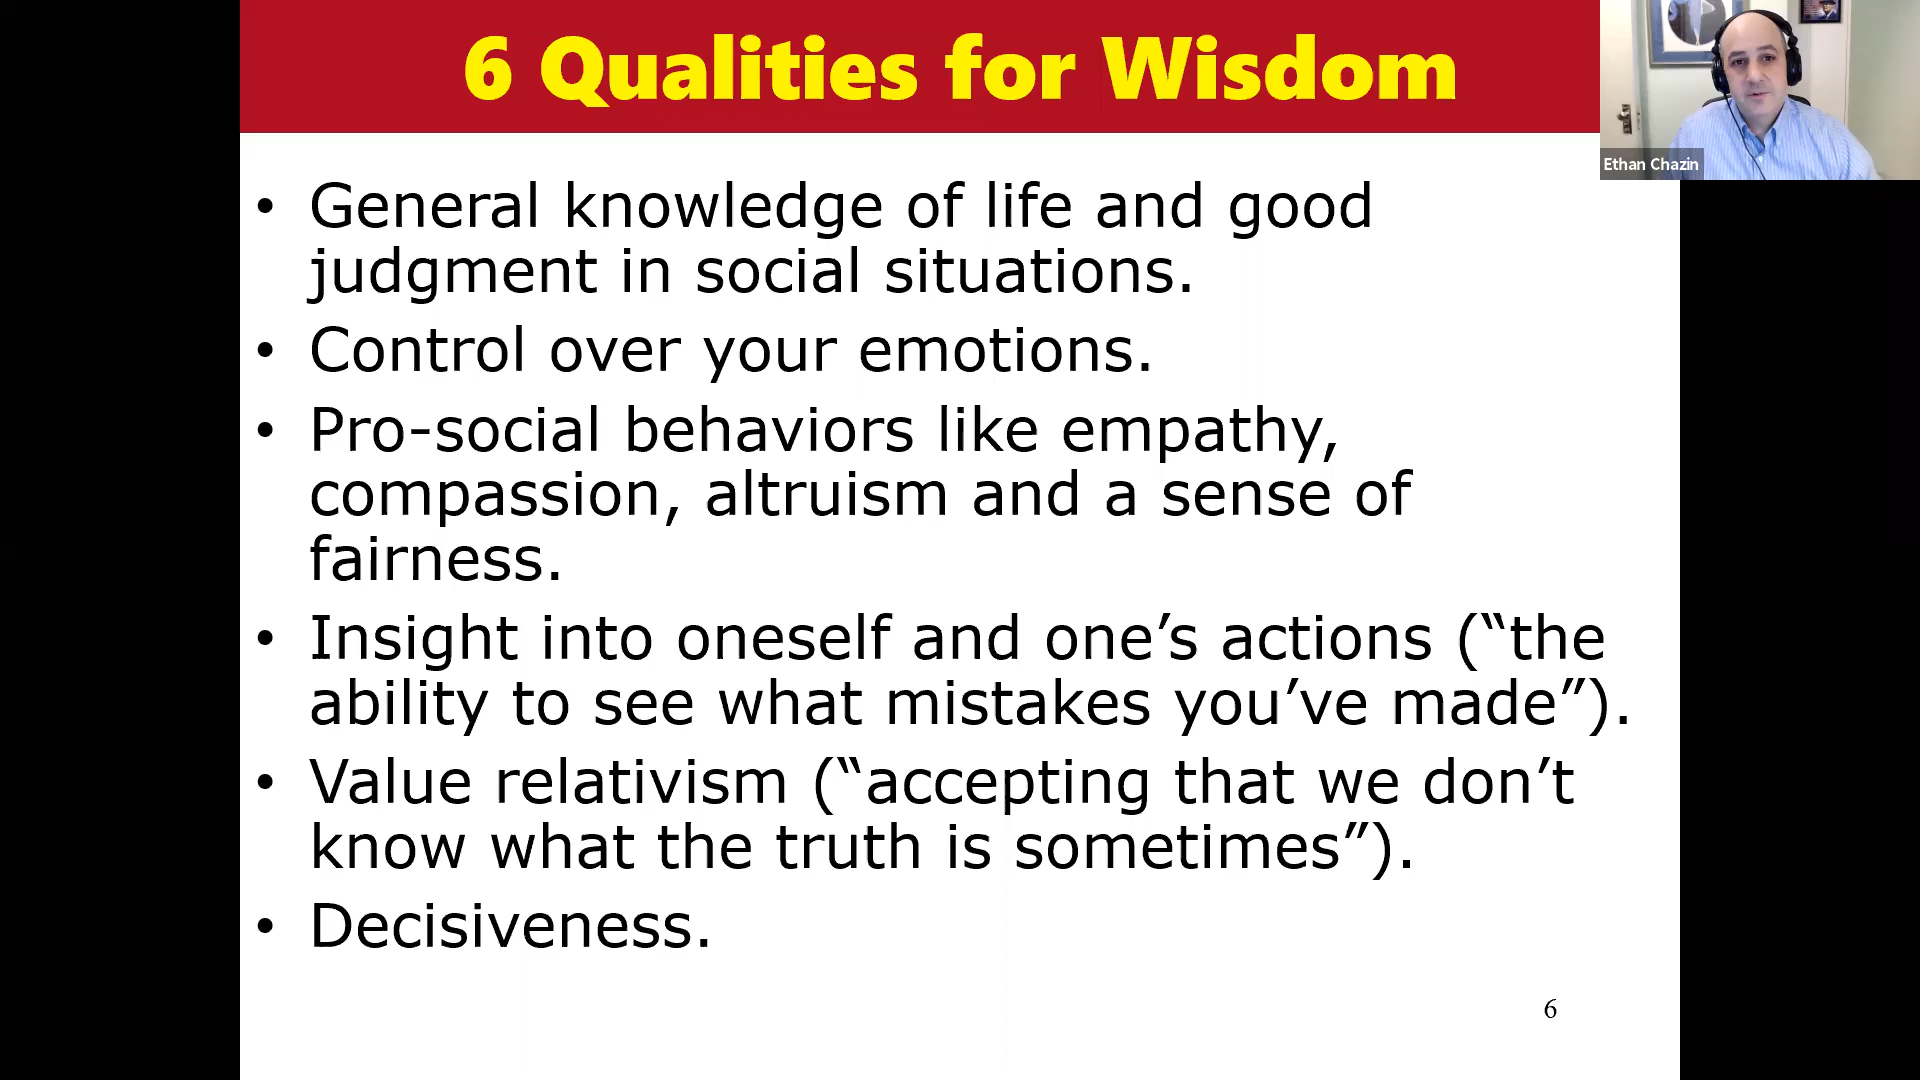 6 Qualities for Wisdom
Ethan Chazin
• General knowledge of life and good
judgment in social situations.
• Control over your emotions.
• Pro-social behaviors like empathy,
compassion, altruism and a sense of
fairness.
• Insight into oneself and one’s actions (“the
ability to see what mistakes you’ve made”).
• Value relativism (“accepting that we don’t
know what the truth is sometimes”).
• Decisiveness.
6